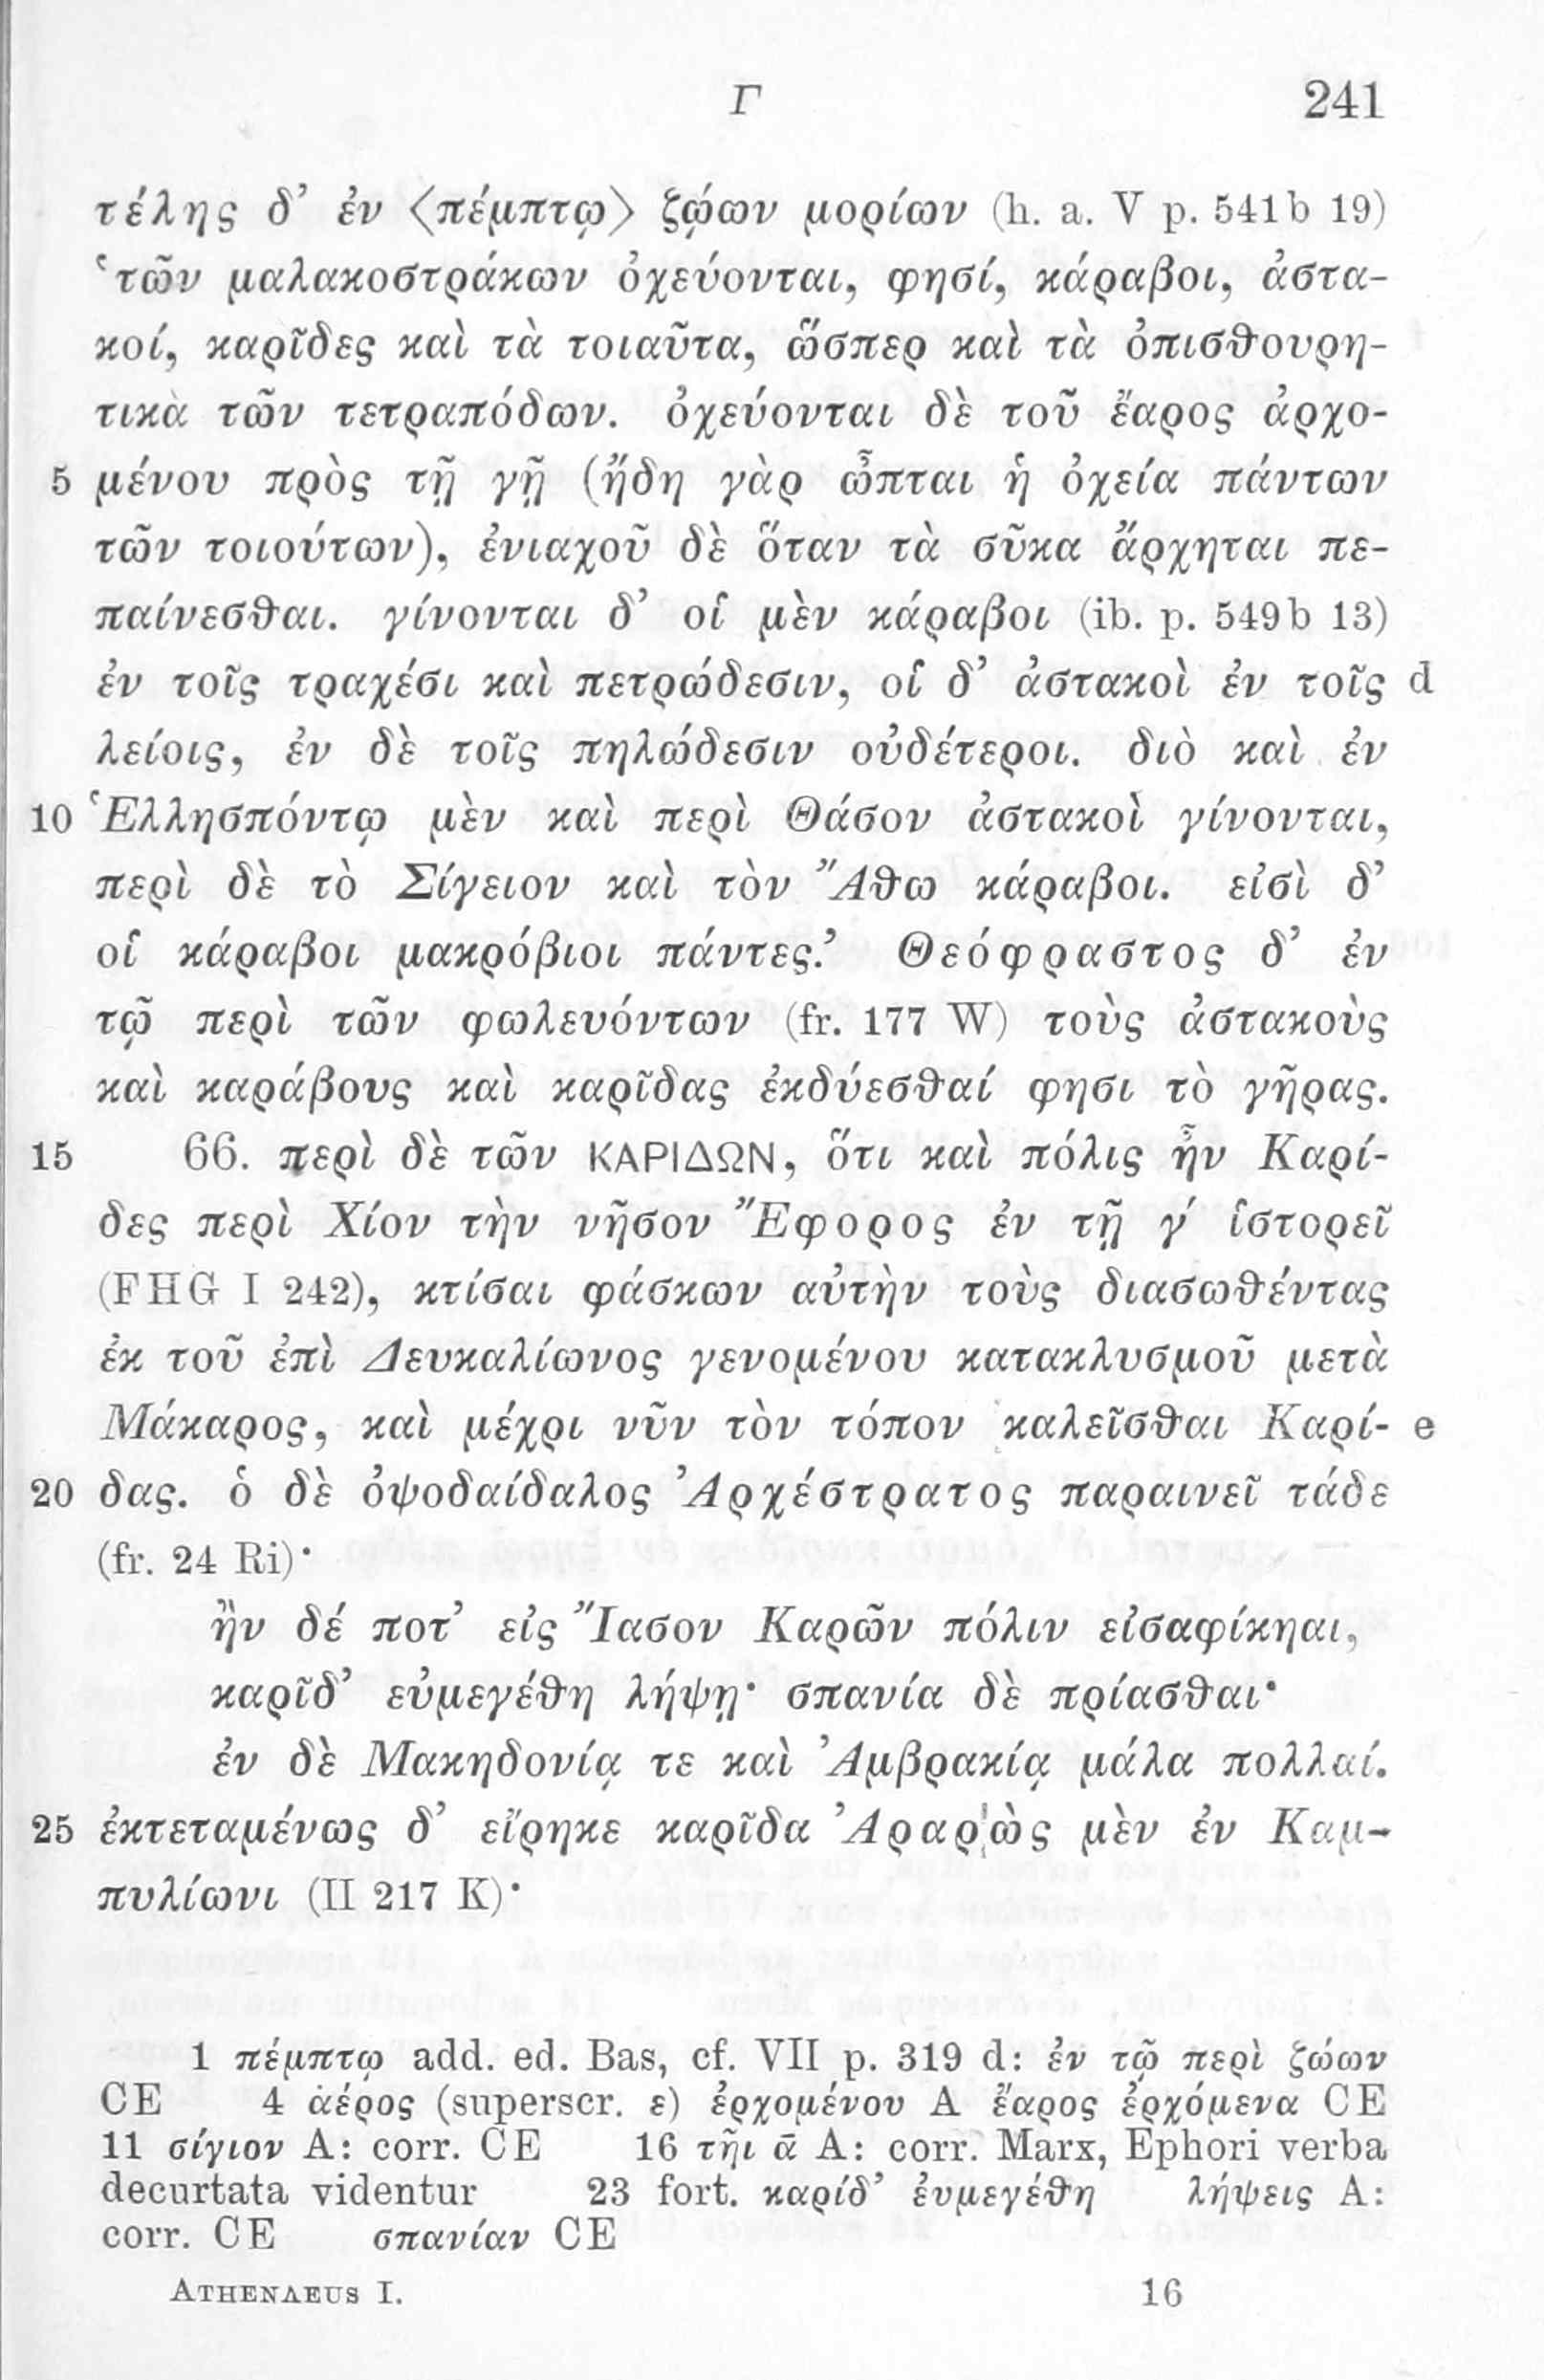 Γ 241
τέλης δ’ ἐν ⟨πέμπτῳ⟩ ζῴων μορίων (h. a. V p. 541b 19)
‘τῶν μαλακοστράκων ὀχεύονται, φησί, κάραβοι, ἀστα-
κοί, καρῖδες καὶ τὰ τοιαῦτα, ὥσπερ καὶ τὰ ὀπισθουρη-
τικὰ τῶν τετραπόδων. ὀχεύονται δὲ τοῦ ἔαρος ἀρχο-
5 μένου πρὸς τῇ γῇ (ἤδη γὰρ ὦπται ἡ ὀχεία πάντων
τῶν τοιούτων), ἐνιαχοῦ δὲ ὅταν τὰ σῦκα ἄρχηται πε-
παίνεσθαι. γίνονται δ’ οἱ μὲν κάραβοι (ib. p. 549b 13)
ἐν τοῖς τραχέσι καὶ πετρώδεσιν, οἱ δ’ ἀστακοὶ ἐν τοῖς d
λείοις, ἐν δὲ τοῖς πηλώδεσιν οὐδέτεροι. διὸ καὶ ἐν
10 Ἑλλησπόντῳ μὲν καὶ περὶ Θάσον ἀστακοὶ γίνονται,
περὶ δὲ τὸ Σίγειον καὶ τὸν Ἄθω κάραβοι. εἰσὶ δ’
οἱ κάραβοι μακρόβιοι πάντες.’ Θεόφραστος δ’ ἐν
τῷ περὶ τῶν φωλευόντων (fr. 177 W) τοὺς ἀστακοὺς
καὶ καράβους καὶ καρῖδας ἐκδύεσθαί φησι τὸ γῆρας.
15 66. περὶ δὲ τῶν ΚΑΡΙΔΩΝ, ὅτι καὶ πόλις ἦν Καρί-
δες περὶ Χίον τὴν νῆσον Ἔφορος ἐν τῇ γ′ ἱστορεῖ
(FHG I 242), κτίσαι φάσκων αὐτὴν τοὺς διασωθέντας
ἐκ τοῦ ἐπὶ Δευκαλίωνος γενομένου κατακλυσμοῦ μετὰ
Μάκαρος, καὶ μέχρι νῦν τὸν τόπον καλεῖσθαι Καρί- e
20 δας. ὁ δὲ ὀψοδαίδαλος Ἀρχέστρατος παραινεῖ τάδε
(fr. 24 Ri)·
ἢν δέ ποτ’ εἰς Ἴασον Καρῶν πόλιν εἰσαφίκηαι,
καρῖδ’ εὐμεγέθη λήψῃ· σπανία δὲ πρίασθαι·
ἐν δὲ Μακηδονίᾳ τε καὶ Ἀμβρακίᾳ μάλα πολλαί.
25 ἐκτεταμένως δ’ εἴρηκε καρῖδα Ἀραρὼς μὲν ἐν Καμ-
πυλίωνι (II 217 K)·
1 πέμπτῳ add. ed. Bas, cf. VII p. 319 d: ἐν τῷ περὶ ζώων
CE 4 ἀέρος (superscr. ε) ἐρχομένου A ἔαρος ἐρχόμενα CE
11 σίγιον A: corr. CE 16 τῆι ᾱ A: corr. Marx, Ephori verba
decurtata videntur 23 fort. καρίδ’ ἐυμεγέθη λήψεις A:
corr. CE σπανίαν CE
ATHENAEUS I. 16